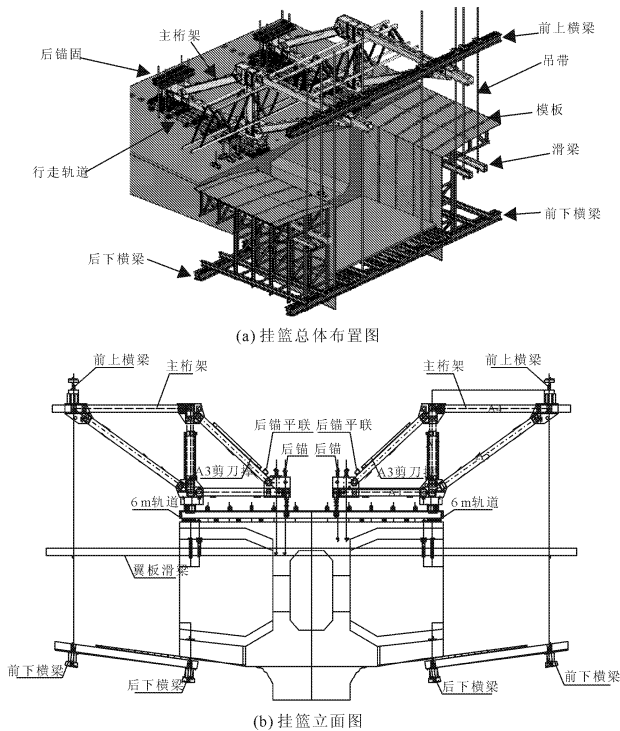 主桁架
前上横梁
后锚固
吊带
模板
滑梁
行走轨道
前下横梁
后下横梁
(a) 挂篮总体布置图
前上横梁
主桁架
主桁架
前上横梁
后锚平联
后锚平联
后锚
后锚
A3剪刀撑
A3剪刀撑
6 m轨道
6 m轨道
翼板滑梁
前下横梁
后下横梁
后下横梁
前下横梁
(b) 挂篮立面图